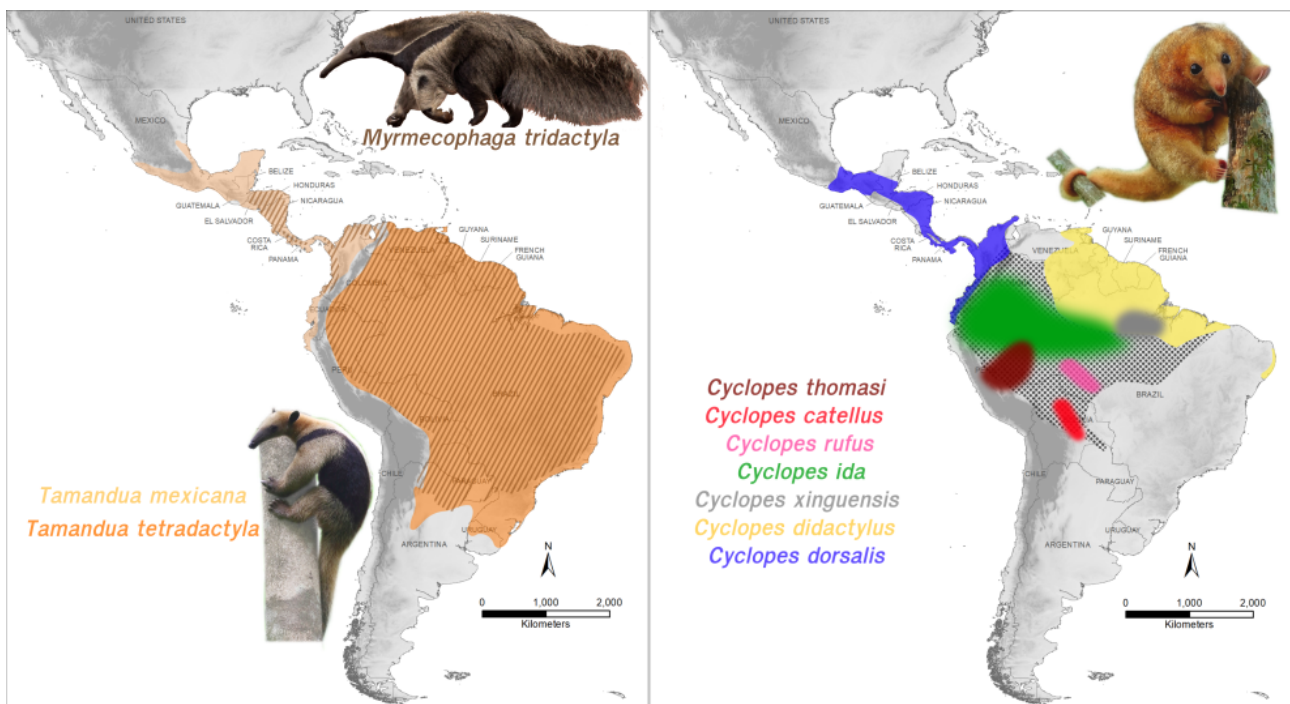 UNITED STATES
MEXICO
Myrmecophaga tridactyla
BELIZE
HONDURAS
GUATEMALA
NICARAGUA
EL SALVADOR
COSTA
RICA
PANAMA
GUYANA
SURINAME
FRENCH
GUIANA
COLOMBIA
ECUADOR
PERU
BRAZIL
CHILE
PARAGUAY
Tamandua mexicana
Tamandua tetradactyla
URUGUAY
ARGENTINA
N
0 1,000 2,000
Kilometers
UNITED STATES
MEXICO
BELIZE
HONDURAS
GUATEMALA
NICARAGUA
EL SALVADOR
COSTA
RICA
PANAMA
VENEZUELA
GUYANA
SURINAME
FRENCH
GUIANA
Cyclopes thomasi
BRAZIL
Cyclopes catellus
Cyclopes rufus
Cyclopes ida
CHILE
PARAGUAY
Cyclopes xinguensis
Cyclopes didactylus
URUGUAY
Cyclopes dorsalis
ARGENTINA
N
0 1,000 2,000
Kilometers